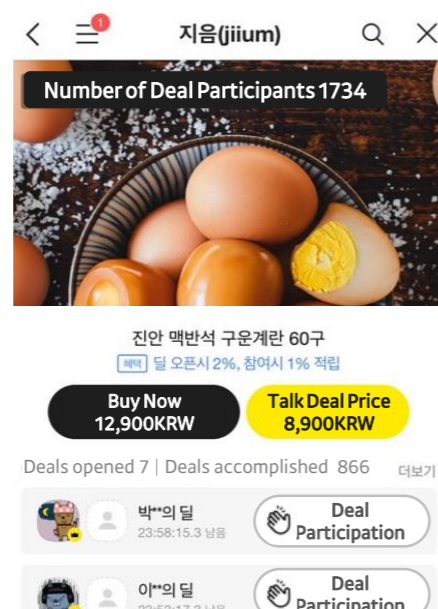 1
지음(jiium)
Number of Deal Participants 1734
진안 맥반석 구운계란 60구
혜택 딜 오픈시 2%, 참여시 1% 적립
Buy Now
12,900KRW
Talk Deal Price
8,900KRW
Deals opened 7 | Deals accomplished 866 더보기
박**의 딜
23:58:15.3 남음
Deal
Participation
이**의 딜
Deal
Participation